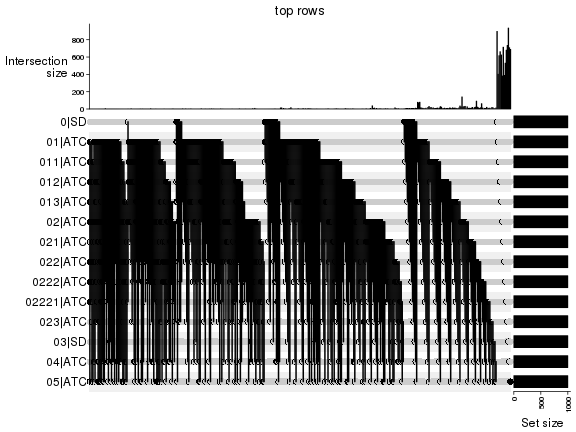 top rows
Intersection
size
800
600
400
200
0
0|SD
01|ATC
011|ATC
012|ATC
013|ATC
02|ATC
021|ATC
022|ATC
0222|ATC
02221|ATC
023|ATC
03|SD
04|ATC
05|ATC
0
500
1000
Set size